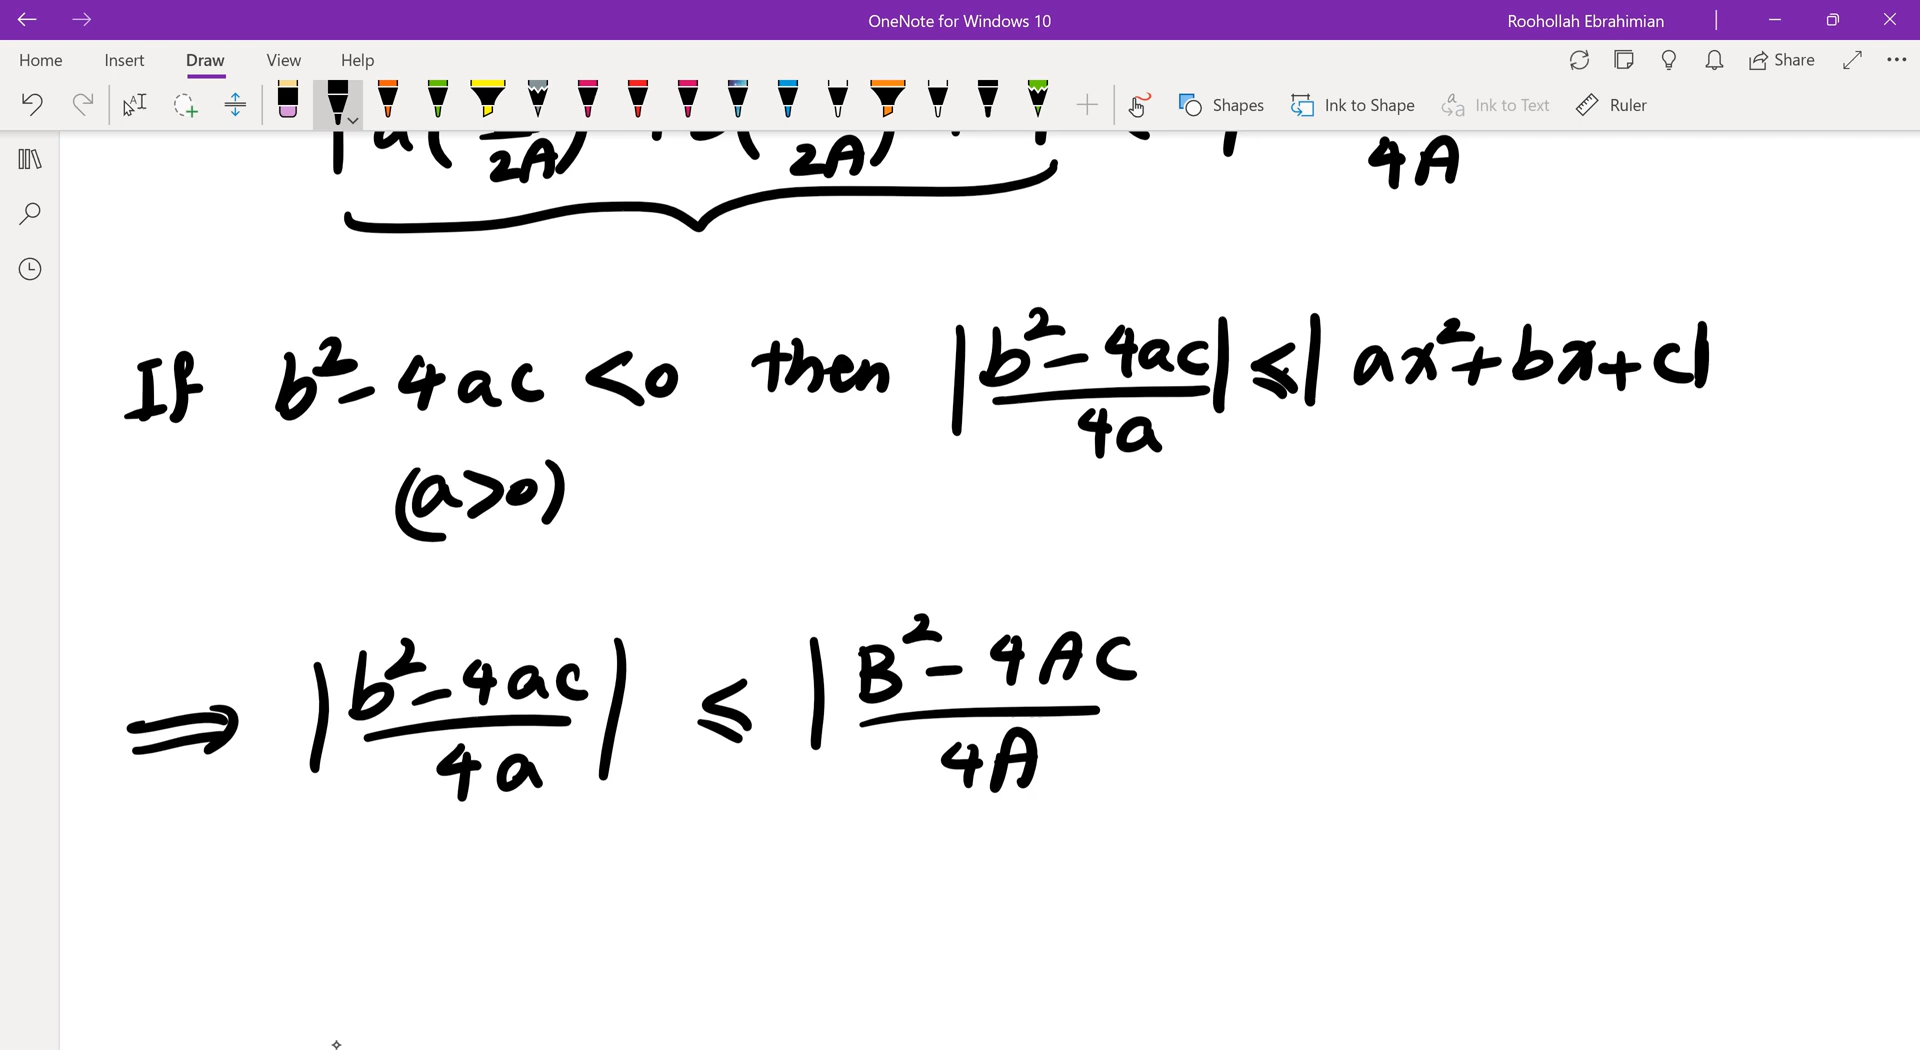 OneNote for Windows 10 Roohollah Ebrahimian
Home Insert Draw View Help Share
Shapes Ink to Shape Ink to Text Ruler
2A) 2A) 4A
If b² - 4ac < 0 then |b² - 4ac / 4a| ≤ |ax² + bx + c|
(a>0)
⟹ |b² - 4ac / 4a| ≤ |B² - 4AC / 4A